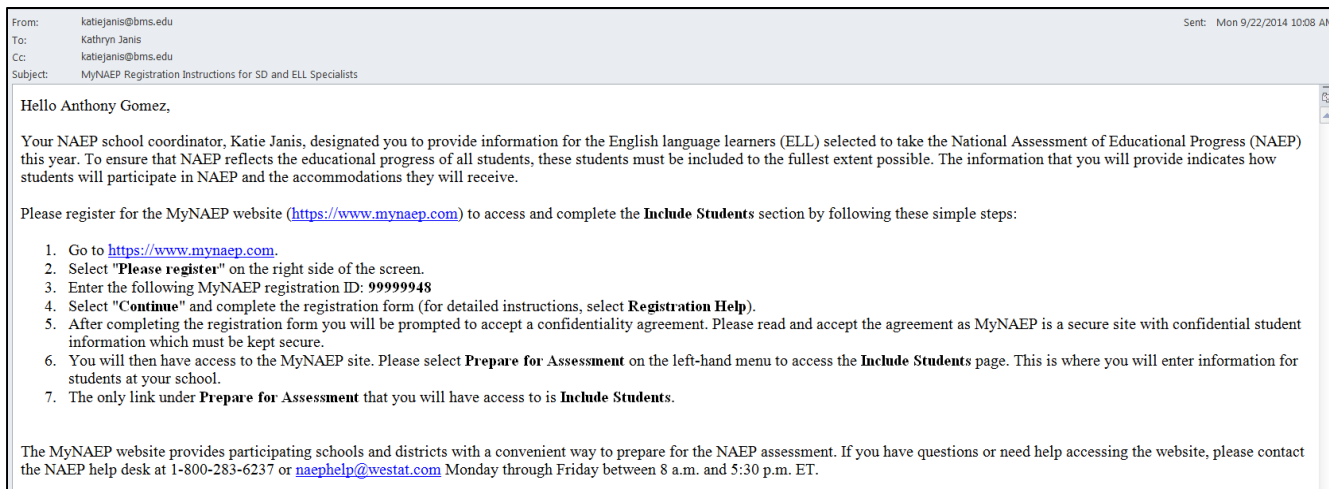 From: katiejanis@bms.edu Sent: Mon 9/22/2014 10:08 AM
To: Kathryn Janis
Cc: katiejanis@bms.edu
Subject: MyNAEP Registration Instructions for SD and ELL Specialists
Hello Anthony Gomez,
Your NAEP school coordinator, Katie Janis, designated you to provide information for the English language learners (ELL) selected to take the National Assessment of Educational Progress (NAEP)
this year. To ensure that NAEP reflects the educational progress of all students, these students must be included to the fullest extent possible. The information that you will provide indicates how
students will participate in NAEP and the accommodations they will receive.
Please register for the MyNAEP website (https://www.mynaep.com) to access and complete the Include Students section by following these simple steps:
1. Go to https://www.mynaep.com.
2. Select "Please register" on the right side of the screen.
3. Enter the following MyNAEP registration ID: 99999948
4. Select "Continue" and complete the registration form (for detailed instructions, select Registration Help).
5. After completing the registration form you will be prompted to accept a confidentiality agreement. Please read and accept the agreement as MyNAEP is a secure site with confidential student
information which must be kept secure.
6. You will then have access to the MyNAEP site. Please select Prepare for Assessment on the left-hand menu to access the Include Students page. This is where you will enter information for
students at your school.
7. The only link under Prepare for Assessment that you will have access to is Include Students.
The MyNAEP website provides participating schools and districts with a convenient way to prepare for the NAEP assessment. If you have questions or need help accessing the website, please contact
the NAEP help desk at 1-800-283-6237 or naephelp@westat.com Monday through Friday between 8 a.m. and 5:30 p.m. ET.